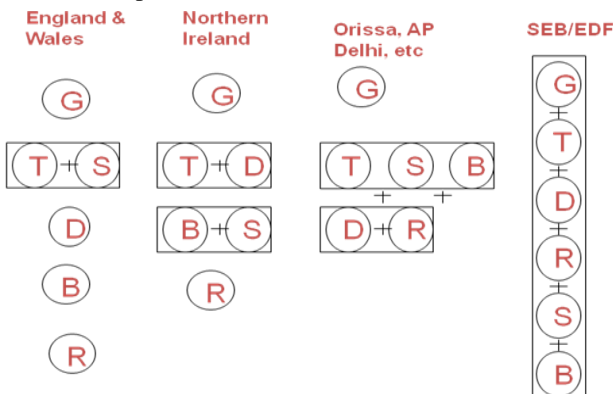 England &
Wales
G
T + S
D
B
R
Northern
Ireland
G
T + D
B + S
R
Orissa, AP
Delhi, etc
G
T S B
+ +
D + R
SEB/EDF
G
+
T
+
D
+
R
+
S
+
B